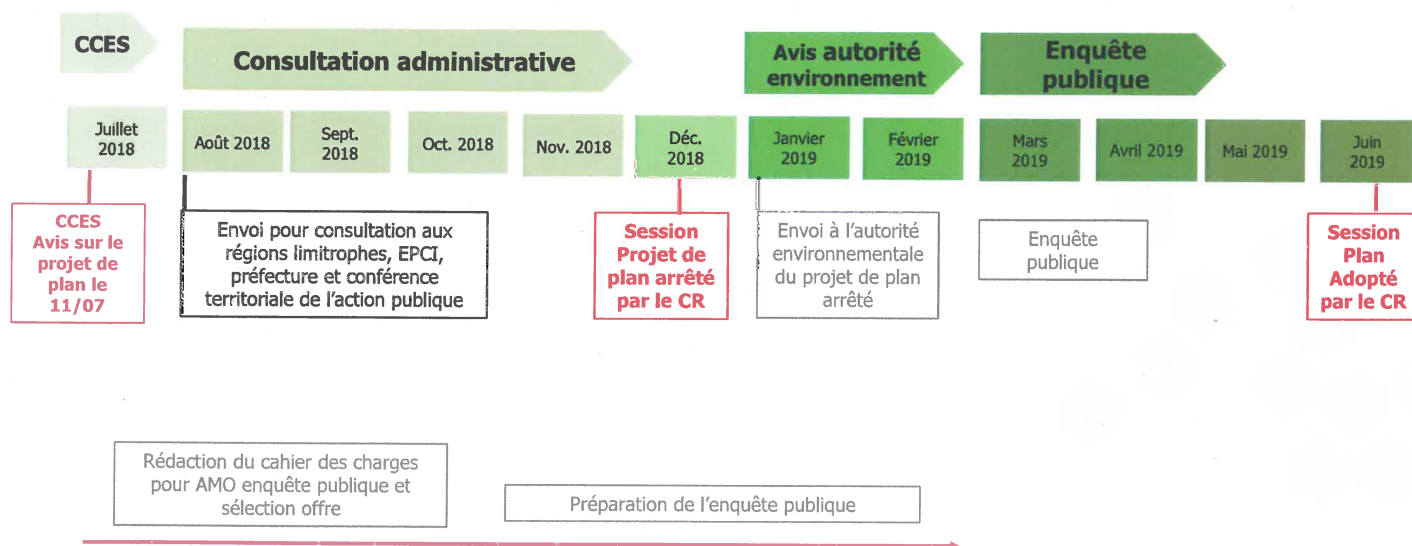 CCES
Consultation administrative
Avis autorité
environnement
Enquête
publique
Juillet
2018
Août 2018
Sept.
2018
Oct. 2018
Nov. 2018
Déc.
2018
Janvier
2019
Février
2019
Mars
2019
Avril 2019
Mai 2019
Juin
2019
CCES
Avis sur le
projet de
plan le
11/07
Envoi pour consultation aux
régions limitrophes, EPCI,
préfecture et conférence
territoriale de l'action publique
Session
Projet de
plan arrêté
par le CR
Envoi à l'autorité
environnementale
du projet de plan
arrêté
Enquête
publique
Session
Plan
Adopté
par le CR
Rédaction du cahier des charges
pour AMO enquête publique et
sélection offre
Préparation de l'enquête publique